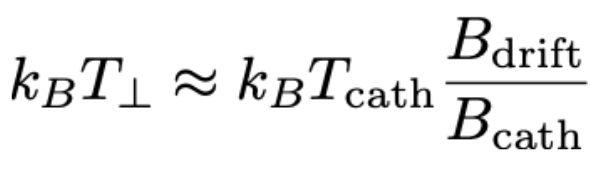 k_B T_⊥ ≈ k_B T_cath B_drift / B_cath